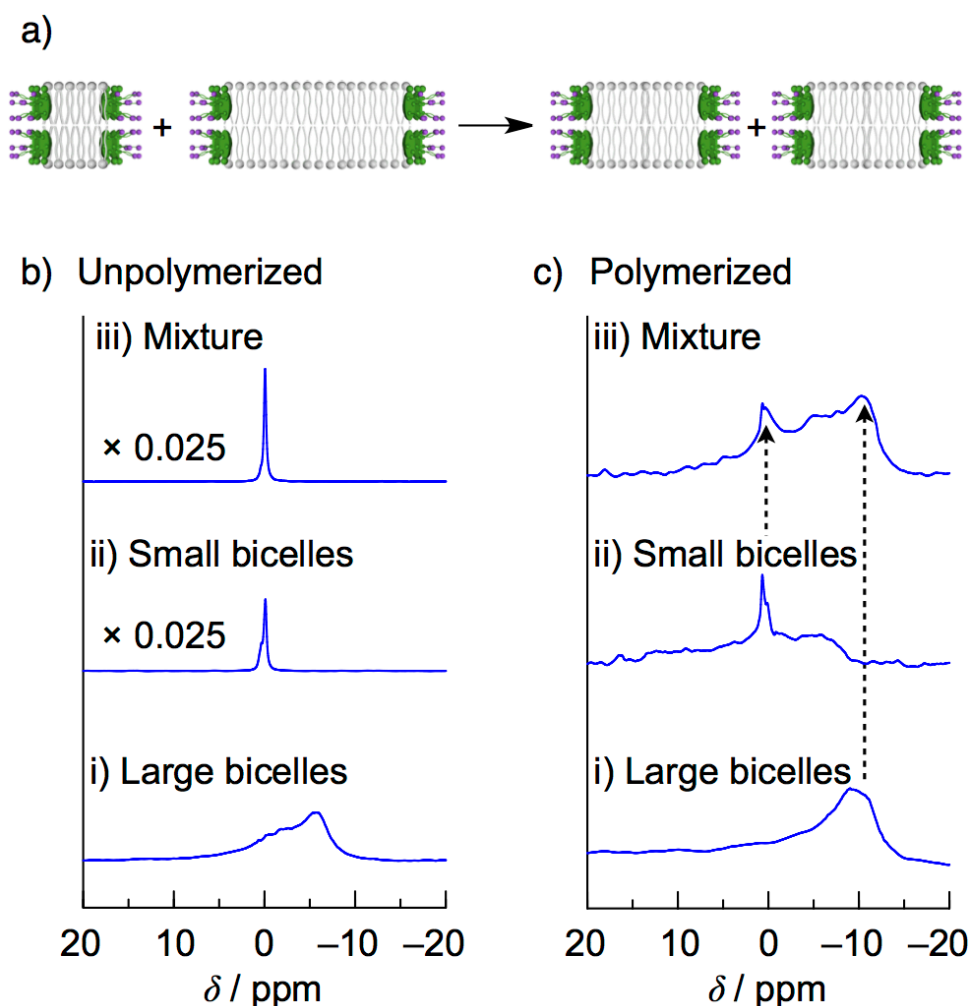 a)
+ +
b) Unpolymerized
iii) Mixture
× 0.025
ii) Small bicelles
× 0.025
i) Large bicelles
20 10 0 –10 –20
δ / ppm
c) Polymerized
iii) Mixture
ii) Small bicelles
i) Large bicelles
20 10 0 –10 –20
δ / ppm